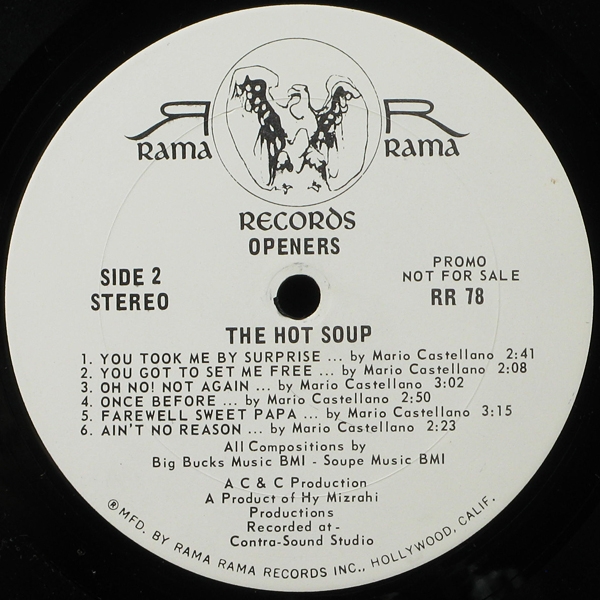 R R
RAMA RAMA
RECORDS
OPENERS
SIDE 2
STEREO
PROMO
NOT FOR SALE
RR 78
THE HOT SOUP
1. YOU TOOK ME BY SURPRISE ... by Mario Castellano 2:41
2. YOU GOT TO SET ME FREE ... by Mario Castellano 2:08
3. OH NO! NOT AGAIN ... by Mario Castellano 3:02
4. ONCE BEFORE ... by Mario Castellano 2:50
5. FAREWELL SWEET PAPA ... by Mario Castellano 3:15
6. AIN'T NO REASON ... by Mario Castellano 2:23
All Compositions by
Big Bucks Music BMI - Soupe Music BMI
A C & C Production
A Product of Hy Mizrahi
Productions
Recorded at -
Contra-Sound Studio
®MFD. BY RAMA RAMA RECORDS INC., HOLLYWOOD, CALIF.